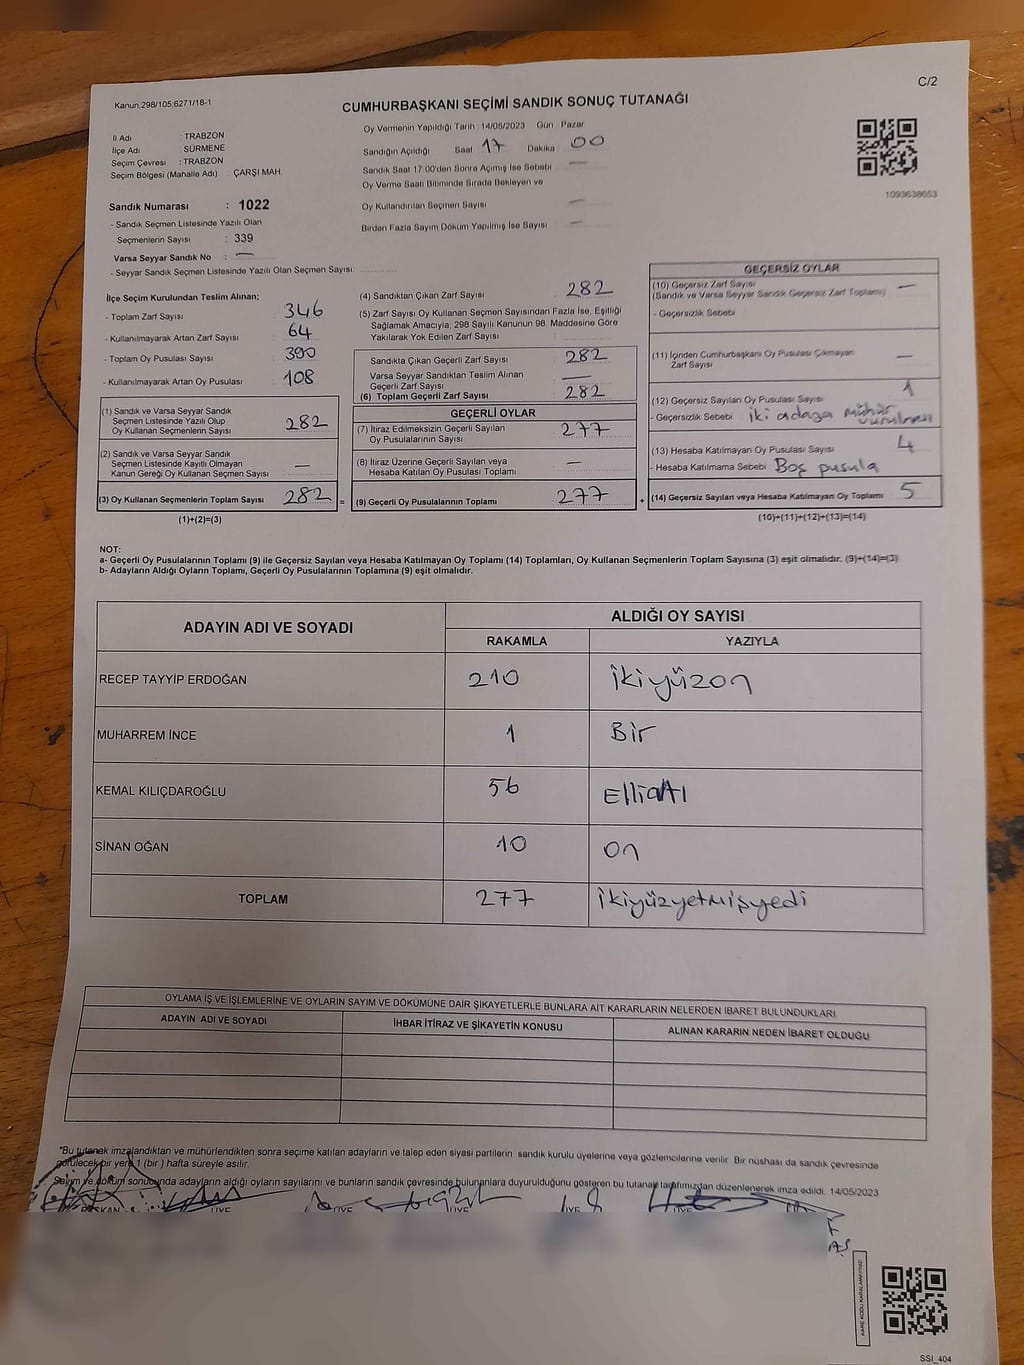 C/2
Kanun:298/105,6271/18-1
CUMHURBAŞKANI SEÇİMİ SANDIK SONUÇ TUTANAĞI
1093638653
İl Adı : TRABZON
İlçe Adı : SÜRMENE
Seçim Çevresi : TRABZON
Seçim Bölgesi (Mahalle Adı) ÇARŞI MAH.
Sandık Numarası : 1022
- Sandık Seçmen Listesinde Yazılı Olan
Seçmenlerin Sayısı : 339
Varsa Seyyar Sandık No : —
- Seyyar Sandık Seçmen Listesinde Yazılı Olan Seçmen Sayısı:
Oy Vermenin Yapıldığı Tarih :14/05/2023 Gün : Pazar
Sandığın Açıldığı Saat 17 Dakika 00
Sandık Saat 17:00'den Sonra Açılmış İse Sebebi —
Oy Verme Saati Bitiminde Sırada Bekleyen ve
Oy Kullandırılan Seçmen Sayısı —
Birden Fazla Sayım Döküm Yapılmış İse Sayısı —
İlçe Seçim Kurulundan Teslim Alınan;
- Toplam Zarf Sayısı : 346
- Kullanılmayarak Artan Zarf Sayısı : 64
- Toplam Oy Pusulası Sayısı : 390
- Kullanılmayarak Artan Oy Pusulası : 108
(1) Sandık ve Varsa Seyyar Sandık
Seçmen Listesinde Yazılı Olup
Oy Kullanan Seçmenlerin Sayısı : 282
(2) Sandık ve Varsa Seyyar Sandık
Seçmen Listesinde Kayıtlı Olmayan
Kanun Gereği Oy Kullanan Seçmen Sayısı : —
(3) Oy Kullanan Seçmenlerin Toplam Sayısı : 282 =
(1)+(2)=(3)
(4) Sandıktan Çıkan Zarf Sayısı : 282
(5) Zarf Sayısı Oy Kullanan Seçmen Sayısından Fazla İse, Eşitliği
Sağlamak Amacıyla; 298 Sayılı Kanunun 98. Maddesine Göre
Yakılarak Yok Edilen Zarf Sayısı :
Sandıkta Çıkan Geçerli Zarf Sayısı : 282
Varsa Seyyar Sandıktan Teslim Alınan
Geçerli Zarf Sayısı : —
(6) Toplam Geçerli Zarf Sayısı : 282
GEÇERLİ OYLAR
(7) İtiraz Edilmeksizin Geçerli Sayılan
Oy Pusulalarının Sayısı : 277
(8) İtiraz Üzerine Geçerli Sayılan veya
Hesaba Katılan Oy Pusulası Toplamı : —
(9) Geçerli Oy Pusulalarının Toplamı : 277 +
GEÇERSİZ OYLAR
(10) Geçersiz Zarf Sayısı
(Sandık ve Varsa Seyyar Sandık Geçersiz Zarf Toplamı) —
- Geçersizlik Sebebi
(11) İçinden Cumhurbaşkanı Oy Pusulası Çıkmayan
Zarf Sayısı —
(12) Geçersiz Sayılan Oy Pusulası Sayısı 1
- Geçersizlik Sebebi iki adaya mühür vurulması
(13) Hesaba Katılmayan Oy Pusulası Sayısı 4
- Hesaba Katılmama Sebebi Boş pusula
(14) Geçersiz Sayılan veya Hesaba Katılmayan Oy Toplamı : 5
(10)+(11)+(12)+(13)=(14)
NOT:
a- Geçerli Oy Pusulalarının Toplamı (9) ile Geçersiz Sayılan veya Hesaba Katılmayan Oy Toplamı (14) Toplamları, Oy Kullanan Seçmenlerin Toplam Sayısına (3) eşit olmalıdır. (9)+(14)=(3)
b- Adayların Aldığı Oyların Toplamı, Geçerli Oy Pusulalarının Toplamına (9) eşit olmalıdır.
ADAYIN ADI VE SOYADI ALDIĞI OY SAYISI
RAKAMLA YAZIYLA
RECEP TAYYİP ERDOĞAN 210 ikiyüzon
MUHARREM İNCE 1 Bir
KEMAL KILIÇDAROĞLU 56 Elliatı
SİNAN OĞAN 10 on
TOPLAM 277 ikiyüzyetmişyedi
OYLAMA İŞ VE İŞLEMLERİNE VE OYLARIN SAYIM VE DÖKÜMÜNE DAİR ŞİKAYETLERLE BUNLARA AİT KARARLARIN NELERDEN İBARET BULUNDUKLARI
ADAYIN ADI VE SOYADI İHBAR İTİRAZ VE ŞİKAYETİN KONUSU ALINAN KARARIN NEDEN İBARET OLDUĞU
*Bu tutanak imzalandıktan ve mühürlendikten sonra seçime katılan adayların ve talep eden siyasi partilerin sandık kurulu üyelerine veya gözlemcilerine verilir. Bir nüshası da sandık çevresinde
görülecek bir yere 1 (bir) hafta süreyle asılır.
Sayım ve döküm sonucunda adayların aldığı oyların sayılarını ve bunların sandık çevresinde bulunanlara duyurulduğunu gösteren bu tutanak tarafımızdan düzenlenerek imza edildi. 14/05/2023
BAŞKAN ÜYE ÜYE ÜYE ÜYE ÜYE
KARE KODU KARALAMAYINIZ!
SSI_404